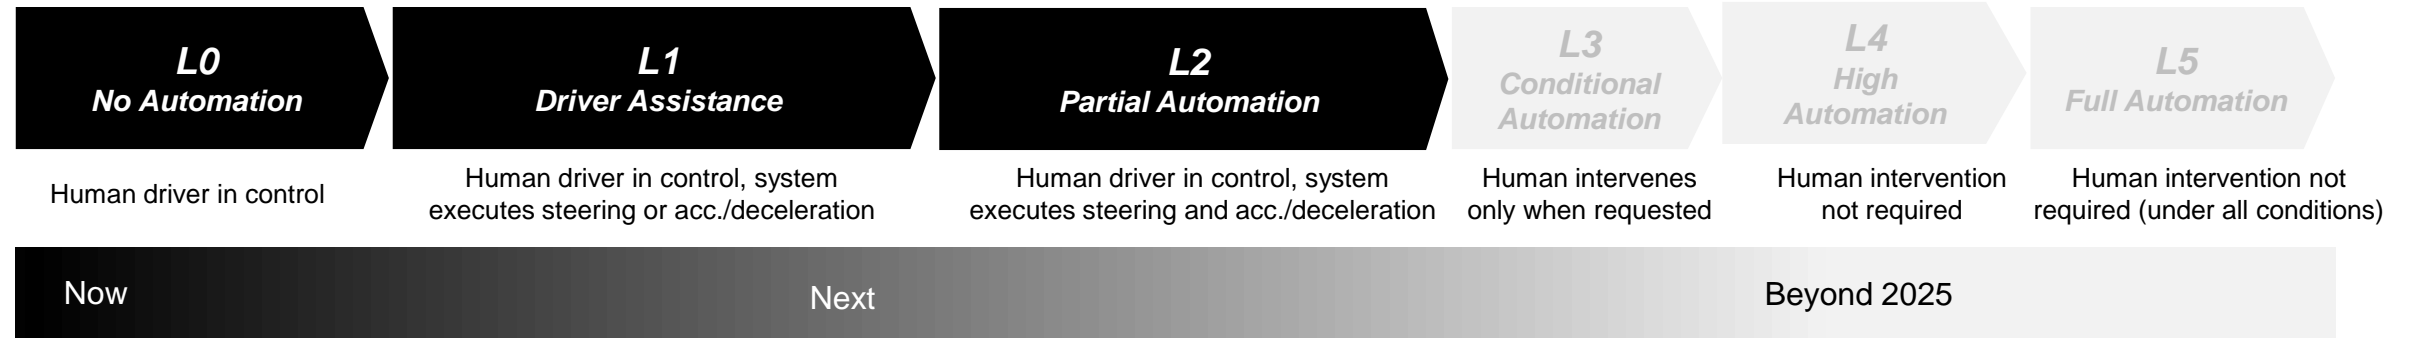 L0
No Automation
L1
Driver Assistance
L2
Partial Automation
L3
Conditional
Automation
L4
High
Automation
L5
Full Automation
Human driver in control
Human driver in control, system
executes steering or acc./deceleration
Human driver in control, system
executes steering and acc./deceleration
Human intervenes
only when requested
Human intervention
not required
Human intervention not
required (under all conditions)
Now
Next
Beyond 2025